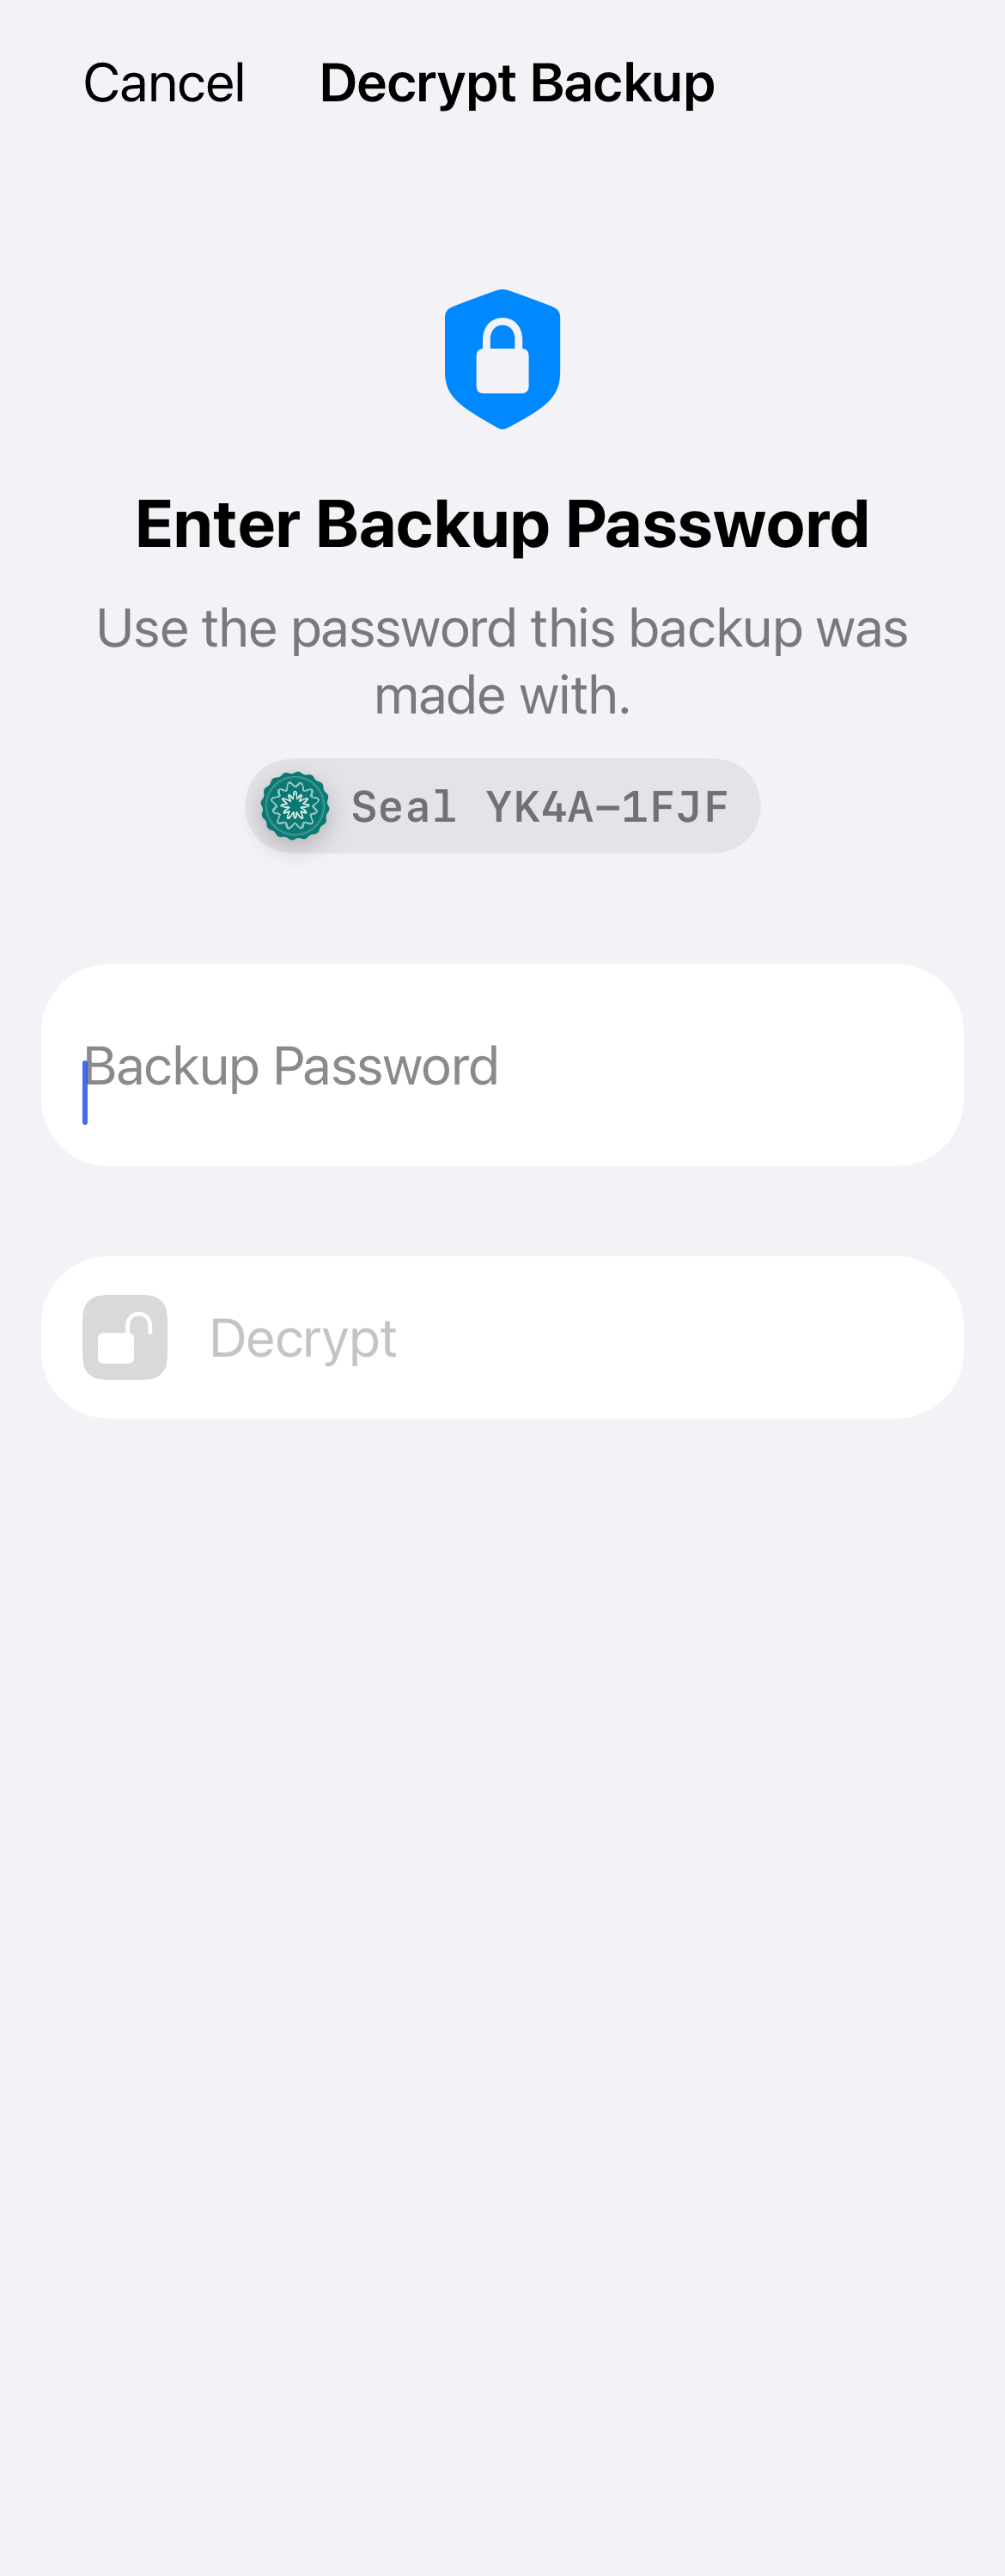 Cancel Decrypt Backup
Enter Backup Password
Use the password this backup was
made with.
Seal YK4A–1FJF
Backup Password
Decrypt